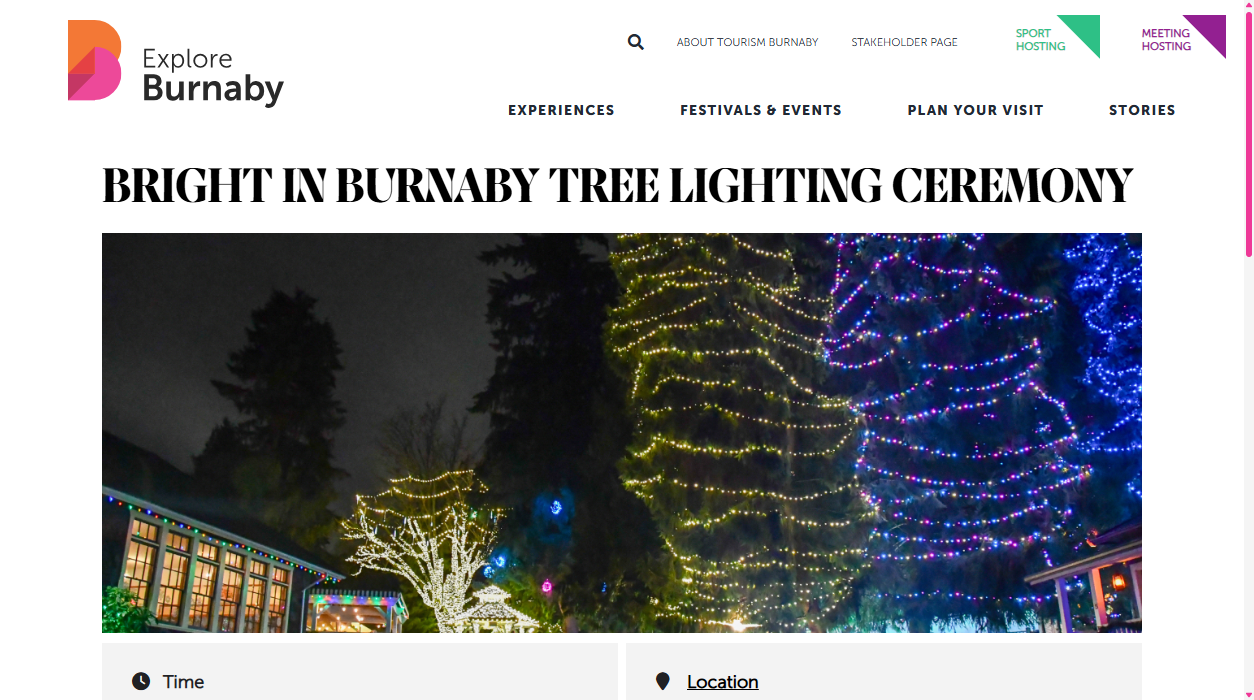 Explore
Burnaby
ABOUT TOURISM BURNABY
STAKEHOLDER PAGE
SPORT
HOSTING
MEETING
HOSTING
EXPERIENCES
FESTIVALS & EVENTS
PLAN YOUR VISIT
STORIES
BRIGHT IN BURNABY TREE LIGHTING CEREMONY
Time
Location